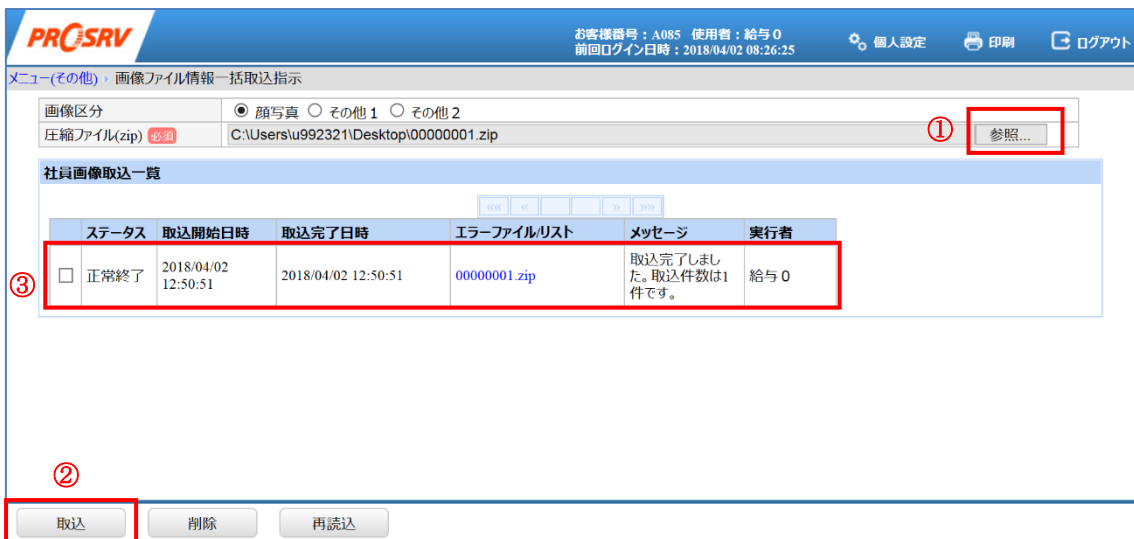 PROSRV
お客様番号：A085 使用者：給与０
前回ログイン日時：2018/04/02 08:26:25
個人設定
印刷
ログアウト
メニュー(その他) › 画像ファイル情報一括取込指示
画像区分 顔写真 その他１ その他２
圧縮ファイル(zip) 必須 C:\Users\u992321\Desktop\00000001.zip ① 参照...
社員画像取込一覧
«« « » »»
ステータス 取込開始日時 取込完了日時 エラーファイル/リスト メッセージ 実行者
③ 正常終了 2018/04/02 12:50:51 2018/04/02 12:50:51 00000001.zip 取込完了しました。取込件数は1件です。 給与０
②
取込 削除 再読込